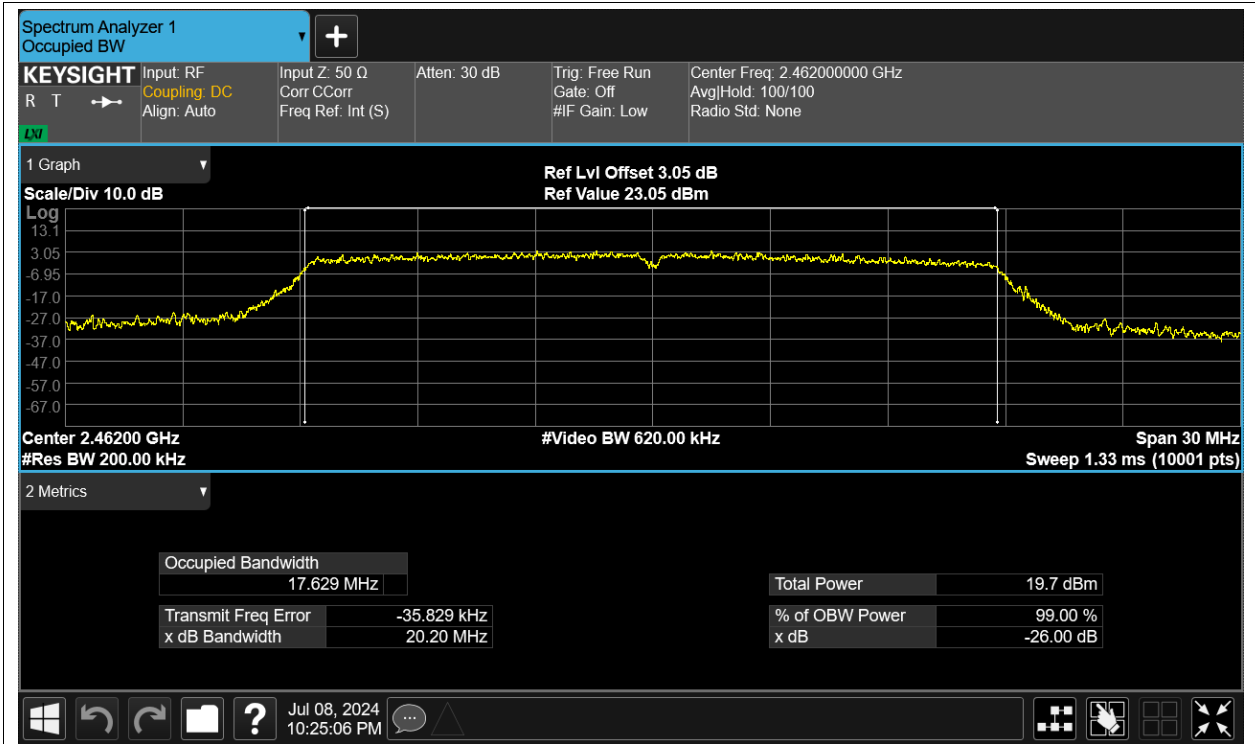 Spectrum Analyzer 1
Occupied BW
KEYSIGHT
R T
LXI
Input: RF
Coupling: DC
Align: Auto
Input Z: 50 Ω
Corr CCorr
Freq Ref: Int (S)
Atten: 30 dB
Trig: Free Run
Gate: Off
#IF Gain: Low
Center Freq: 2.462000000 GHz
Avg|Hold: 100/100
Radio Std: None
1 Graph
Ref Lvl Offset 3.05 dB
Scale/Div 10.0 dB
Ref Value 23.05 dBm
Log
13.1
3.05
-6.95
-17.0
-27.0
-37.0
-47.0
-57.0
-67.0
Center 2.46200 GHz
#Video BW 620.00 kHz
Span 30 MHz
#Res BW 200.00 kHz
Sweep 1.33 ms (10001 pts)
2 Metrics
Occupied Bandwidth
17.629 MHz
Total Power 19.7 dBm
Transmit Freq Error -35.829 kHz
% of OBW Power 99.00 %
x dB Bandwidth 20.20 MHz
x dB -26.00 dB
?
Jul 08, 2024
10:25:06 PM